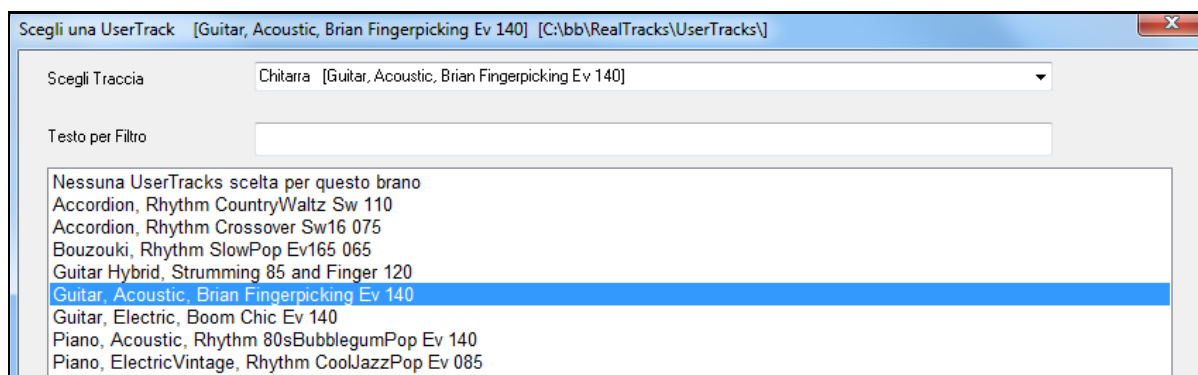 Scegli una UserTrack [Guitar, Acoustic, Brian Fingerpicking Ev 140] [C:\bb\RealTracks\UserTracks\]
Scegli Traccia Chitarra [Guitar, Acoustic, Brian Fingerpicking Ev 140]
Testo per Filtro
Nessuna UserTracks scelta per questo brano
Accordion, Rhythm CountryWaltz Sw 110
Accordion, Rhythm Crossover Sw16 075
Bouzouki, Rhythm SlowPop Ev165 065
Guitar Hybrid, Strumming 85 and Finger 120
Guitar, Acoustic, Brian Fingerpicking Ev 140
Guitar, Electric, Boom Chic Ev 140
Piano, Acoustic, Rhythm 80sBubblegumPop Ev 140
Piano, ElectricVintage, Rhythm CoolJazzPop Ev 085